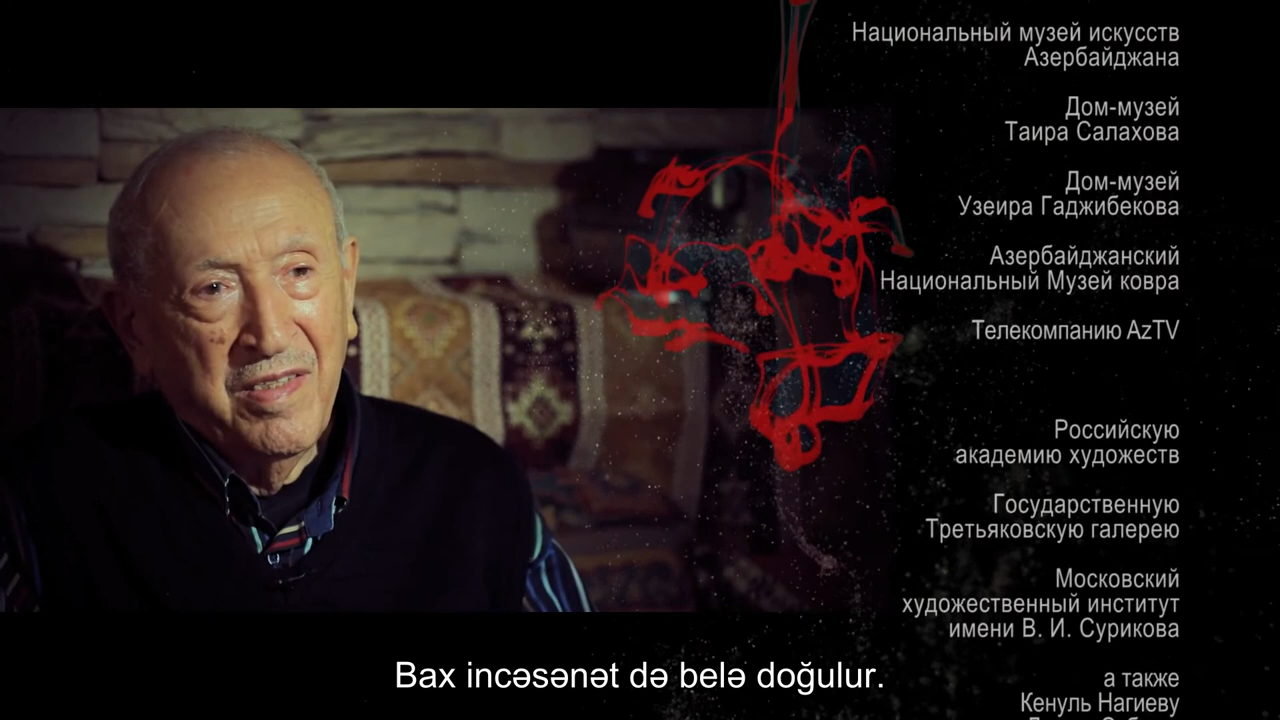 Национальный музей искусств
Азербайджана
Дом-музей
Таира Салахова
Дом-музей
Узеира Гаджибекова
Азербайджанский
Национальный Музей ковра
Телекомпанию AzTV
Российскую
академию художеств
Государственную
Третьяковскую галерею
Московский
художественный институт
имени В. И. Сурикова
а также
Кенуль Нагиеву
Bax incəsənət də belə doğulur.